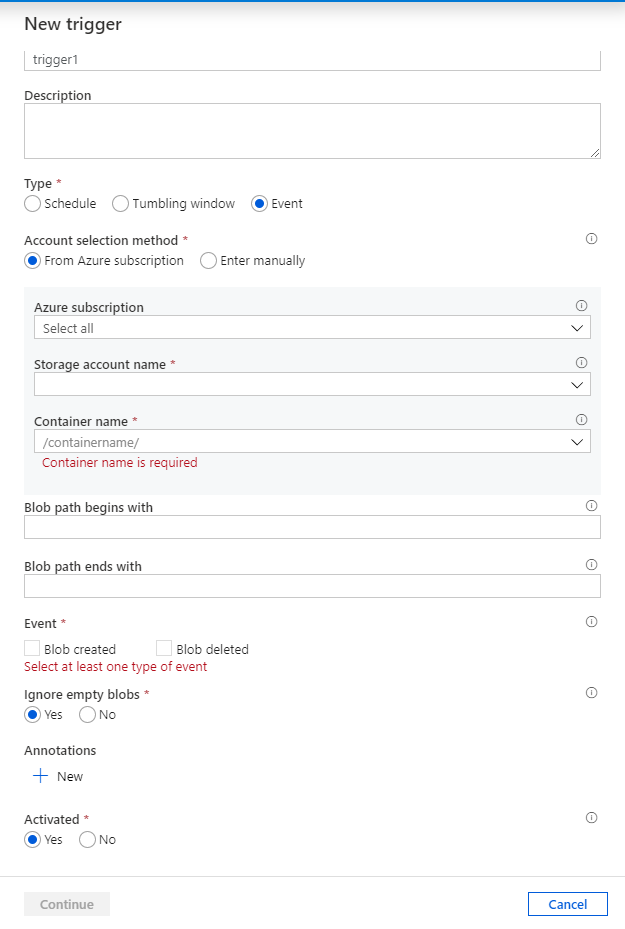 New trigger
trigger1
Description
Type *
Schedule Tumbling window Event
Account selection method *
From Azure subscription Enter manually
Azure subscription
Select all
Storage account name *
Container name *
/containername/
Container name is required
Blob path begins with
Blob path ends with
Event *
Blob created Blob deleted
Select at least one type of event
Ignore empty blobs *
Yes No
Annotations
New
Activated *
Yes No
Continue Cancel